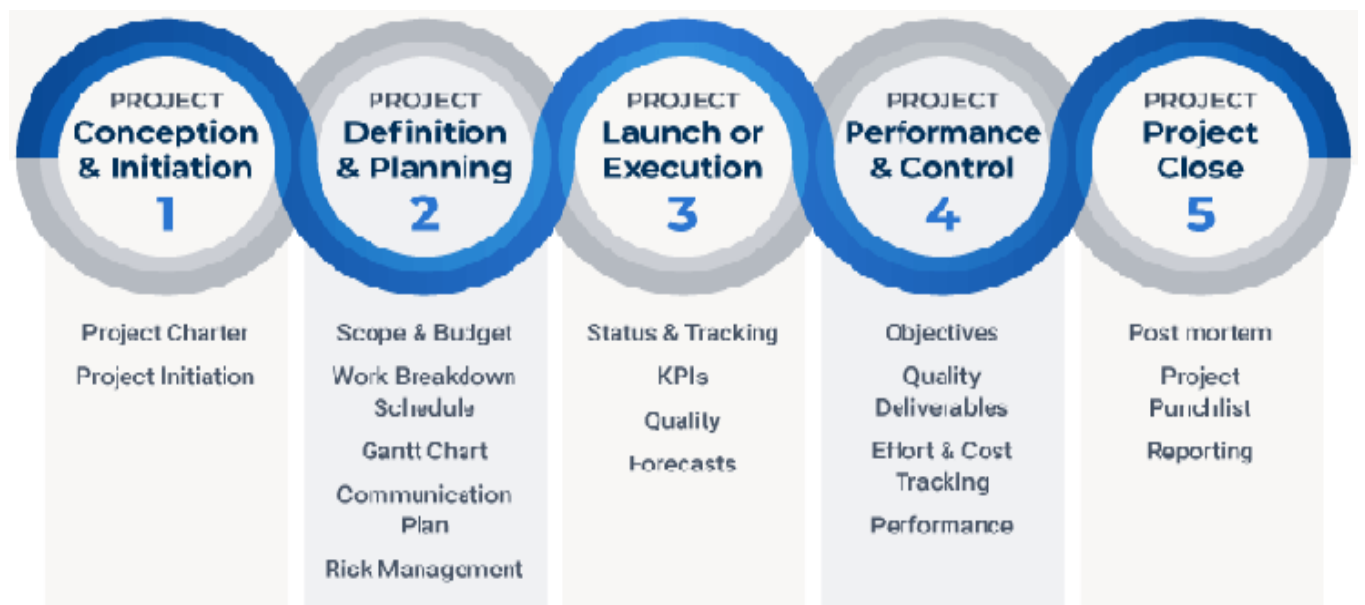 PROJECT
Conception
& Initiation
1
PROJECT
Definition
& Planning
2
PROJECT
Launch or
Execution
3
PROJECT
Performance
& Control
4
PROJECT
Project
Close
5
Project Charter
Project Initiation
Scope & Budget
Work Breakdown
Schedule
Gantt Chart
Communication
Plan
Risk Management
Status & Tracking
KPIs
Quality
Forecasts
Objectives
Quality
Deliverables
Effort & Cost
Tracking
Performance
Post mortem
Project
Punchlist
Reporting